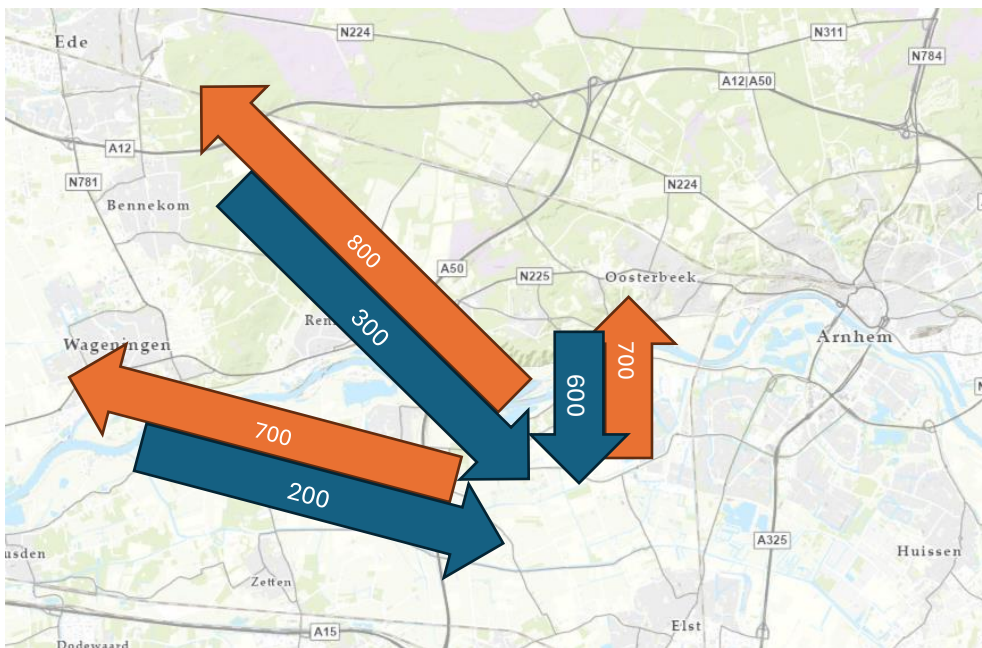 Ede
N224
N311
N784
A12|A50
A12
N781
N224
Bennekom
800
A50
N225
Oosterbeek
300
Ren
Arnhem
Wageningen
700
600
700
200
A325
Huissen
usden
Zetten
Elst
A15
Dodewaard
N